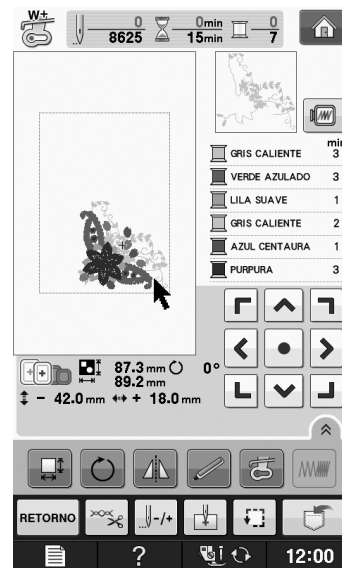 W+
0 0min 0
8625 15min 7
min
GRIS CALIENTE 3
VERDE AZULADO 3
LILA SUAVE 1
GRIS CALIENTE 2
AZUL CENTAURA 1
PURPURA 3
87.3 mm 0°
89.2 mm
- 42.0 mm + 18.0 mm
RETORNO -/+
? 12:00